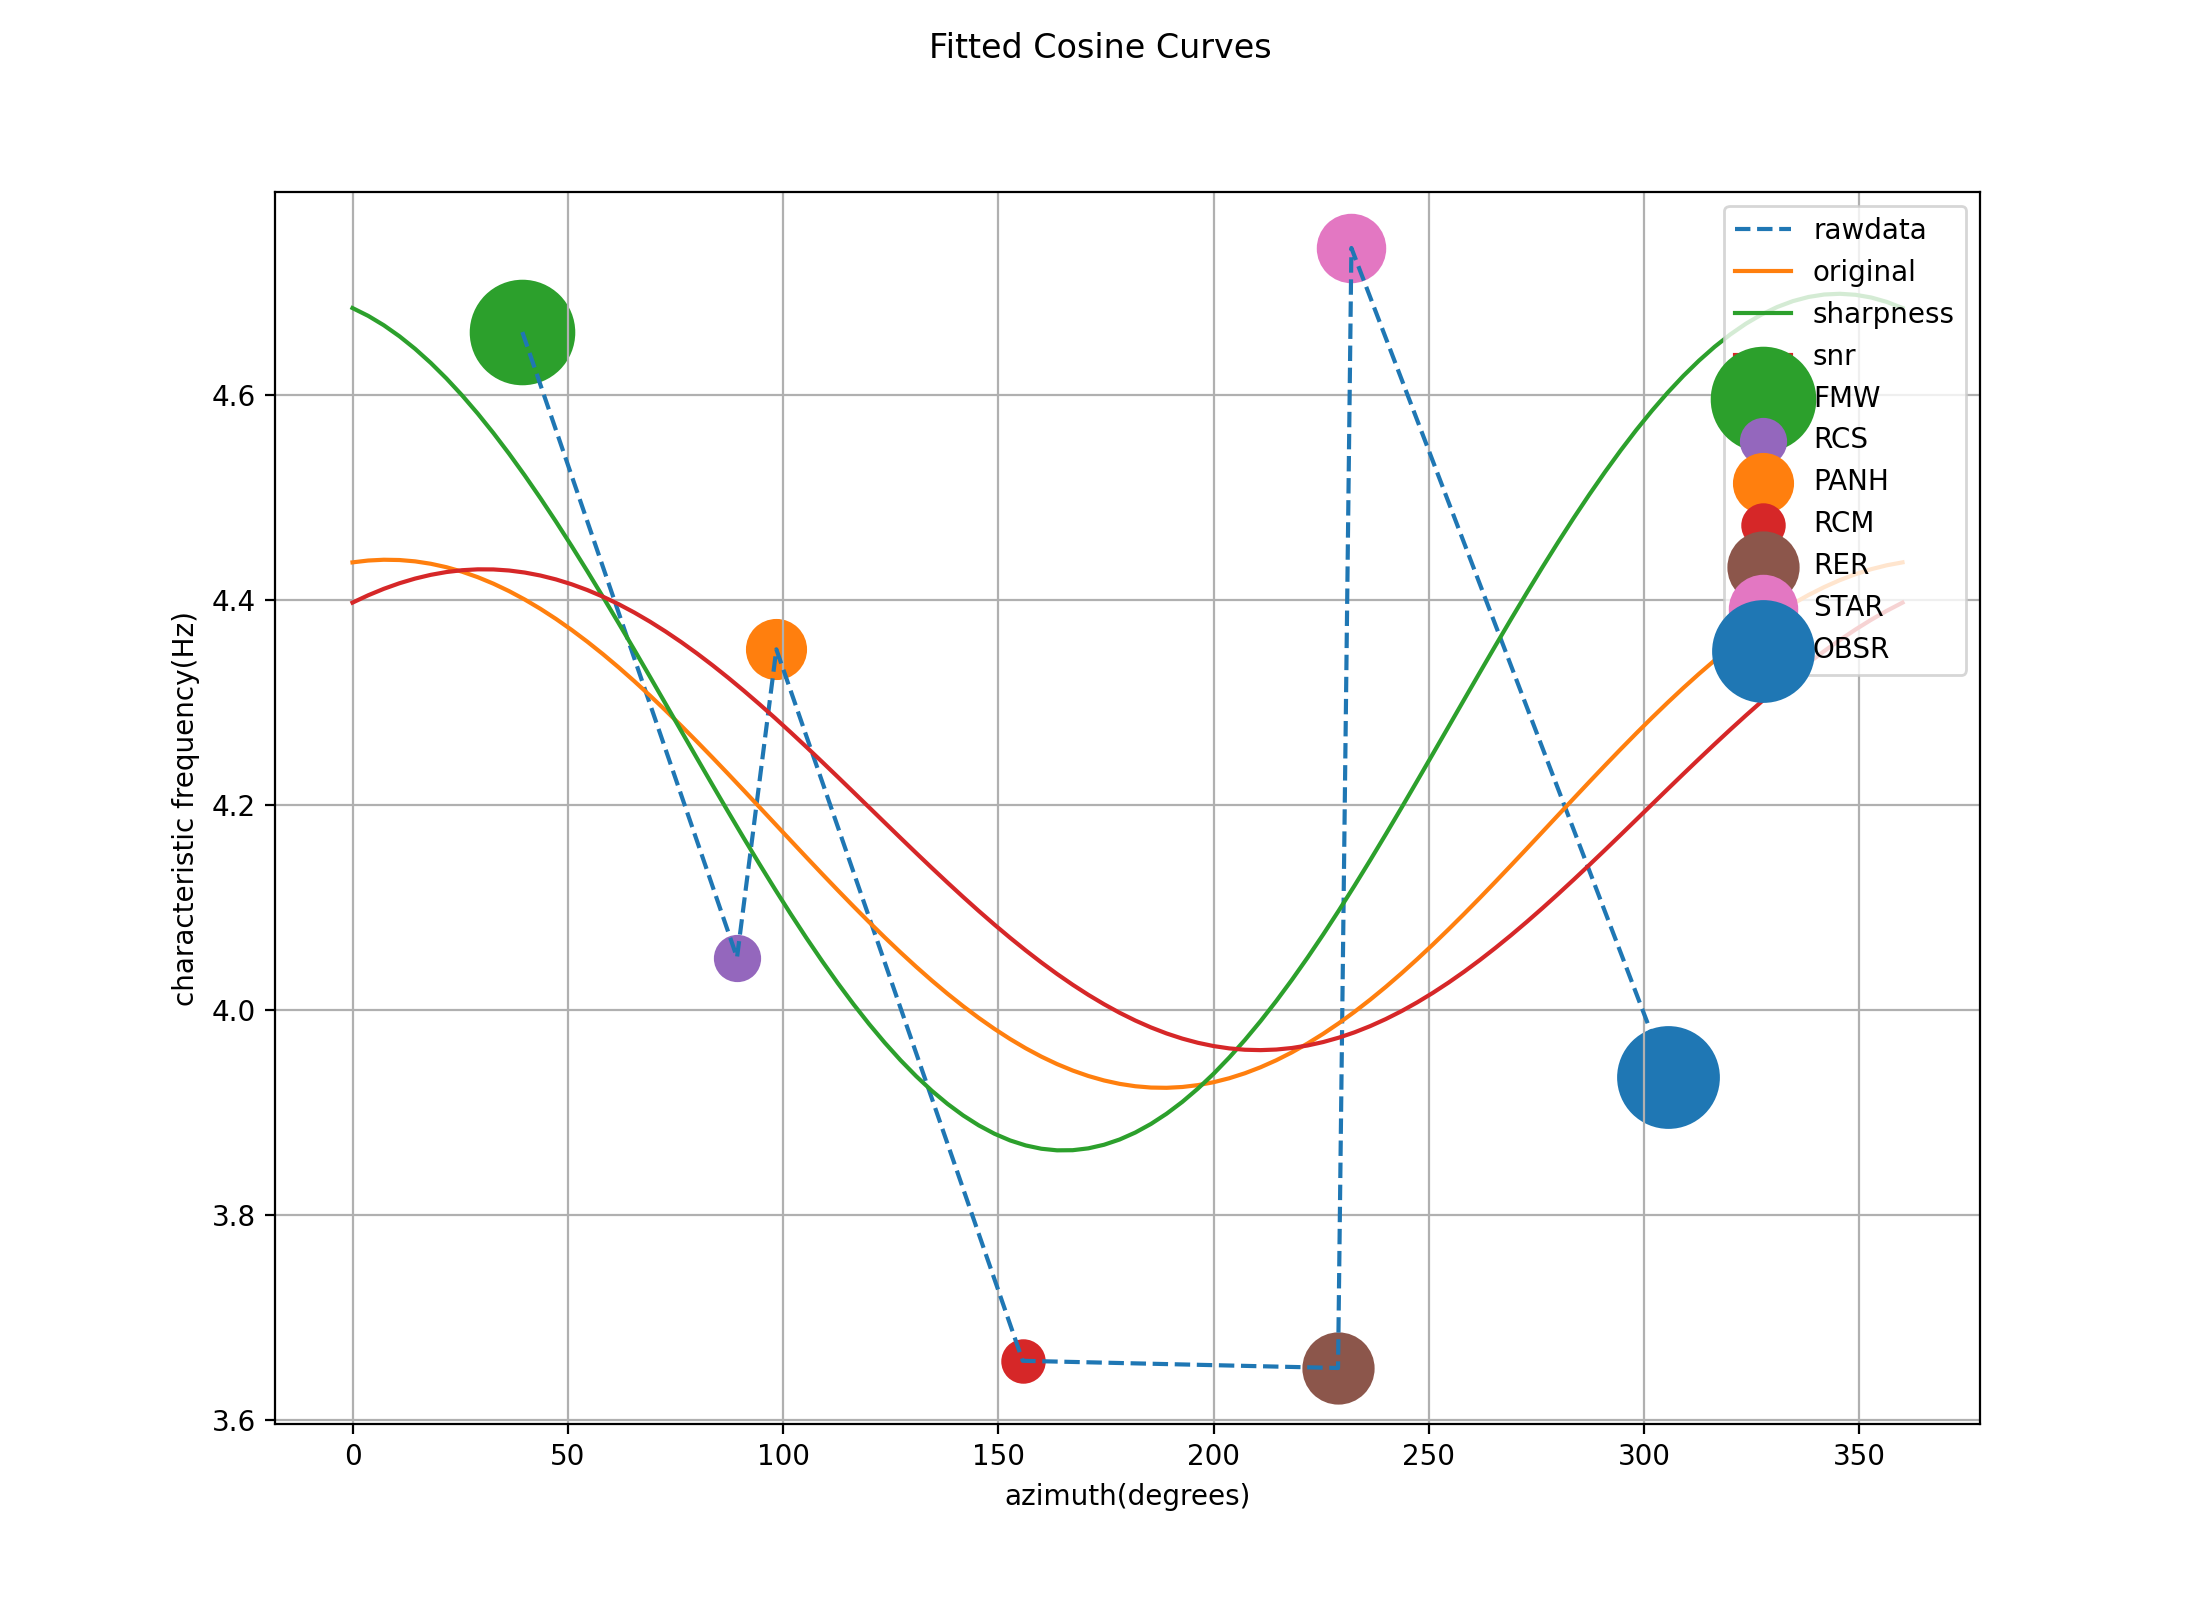 Fitted Cosine Curves
rawdata
original
sharpness
snr
FMW
RCS
PANH
RCM
RER
STAR
OBSR
characteristic frequency(Hz)
4.6
4.4
4.2
4.0
3.8
3.6
0 50 100 150 200 250 300 350
azimuth(degrees)